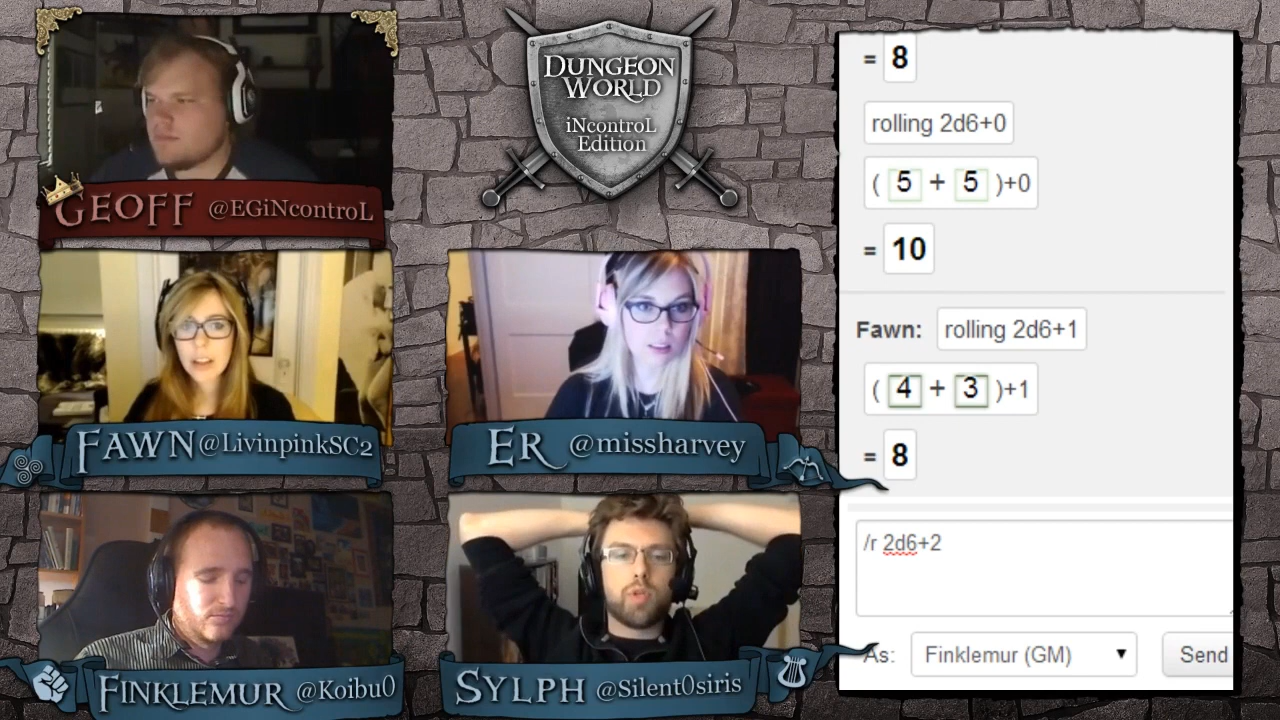 GEOFF @EGiNcontroL
DUNGEON
WORLD
iNcontroL
Edition
FAWN @LivinpinkSC2
ER @missharvey
FINKLEMUR @Koibu0
SYLPH @Silent0siris
= 8
rolling 2d6+0
( 5 + 5 )+0
= 10
Fawn: rolling 2d6+1
( 4 + 3 )+1
= 8
/r 2d6+2
As: Finklemur (GM) ▼ Send